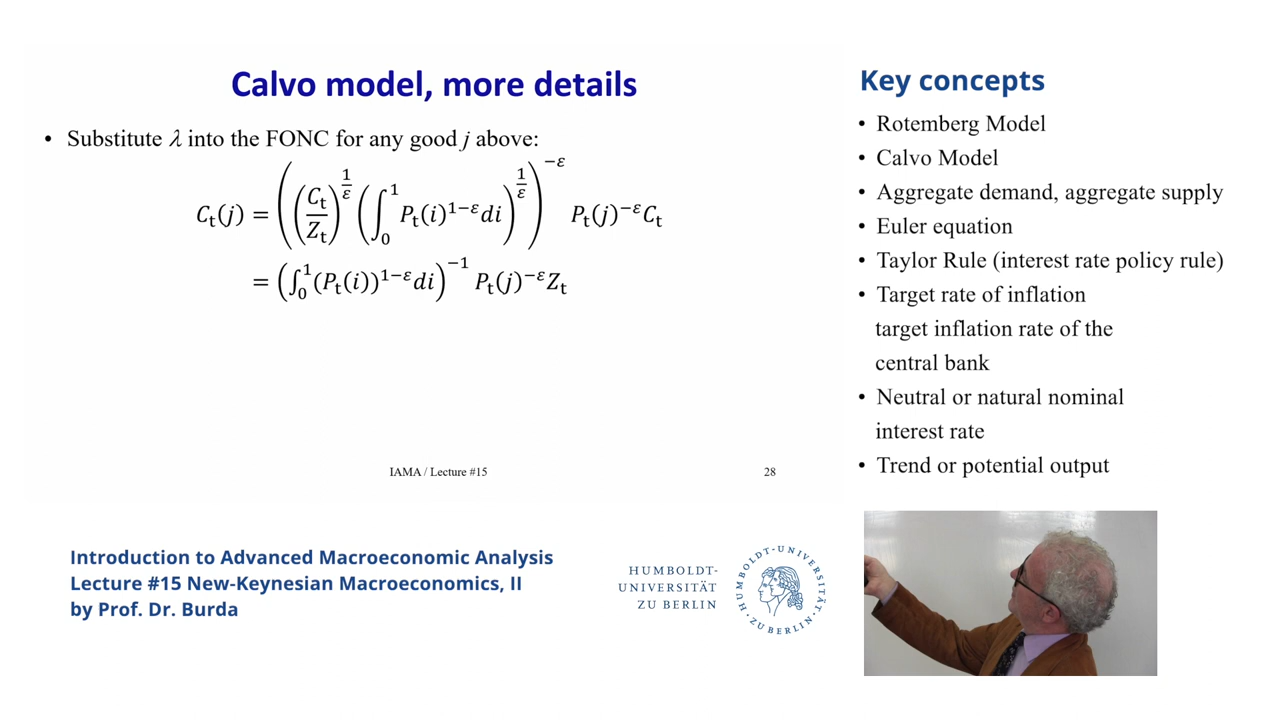 Calvo model, more details
• Substitute λ into the FONC for any good j above:
C_t(j) = ((C_t/Z_t)^{1/ε} (∫_0^1 P_t(i)^{1−ε} di)^{1/ε})^{−ε} P_t(j)^{−ε} C_t
= (∫_0^1 (P_t(i))^{1−ε} di)^{−1} P_t(j)^{−ε} Z_t
IAMA / Lecture #15
28
Key concepts
• Rotemberg Model
• Calvo Model
• Aggregate demand, aggregate supply
• Euler equation
• Taylor Rule (interest rate policy rule)
• Target rate of inflation
target inflation rate of the
central bank
• Neutral or natural nominal
interest rate
• Trend or potential output
Introduction to Advanced Macroeconomic Analysis
Lecture #15 New-Keynesian Macroeconomics, II
by Prof. Dr. Burda
HUMBOLDT-
UNIVERSITÄT
ZU BERLIN
HUMBOLDT-UNIVERSITÄT
ZU BERLIN